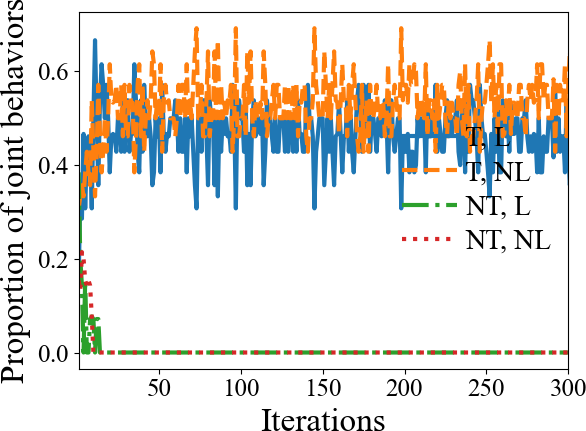 Proportion of joint behaviors
0.6
0.4
0.2
0.0
T, L
T, NL
NT, L
NT, NL
50
100
150
200
250
300
Iterations